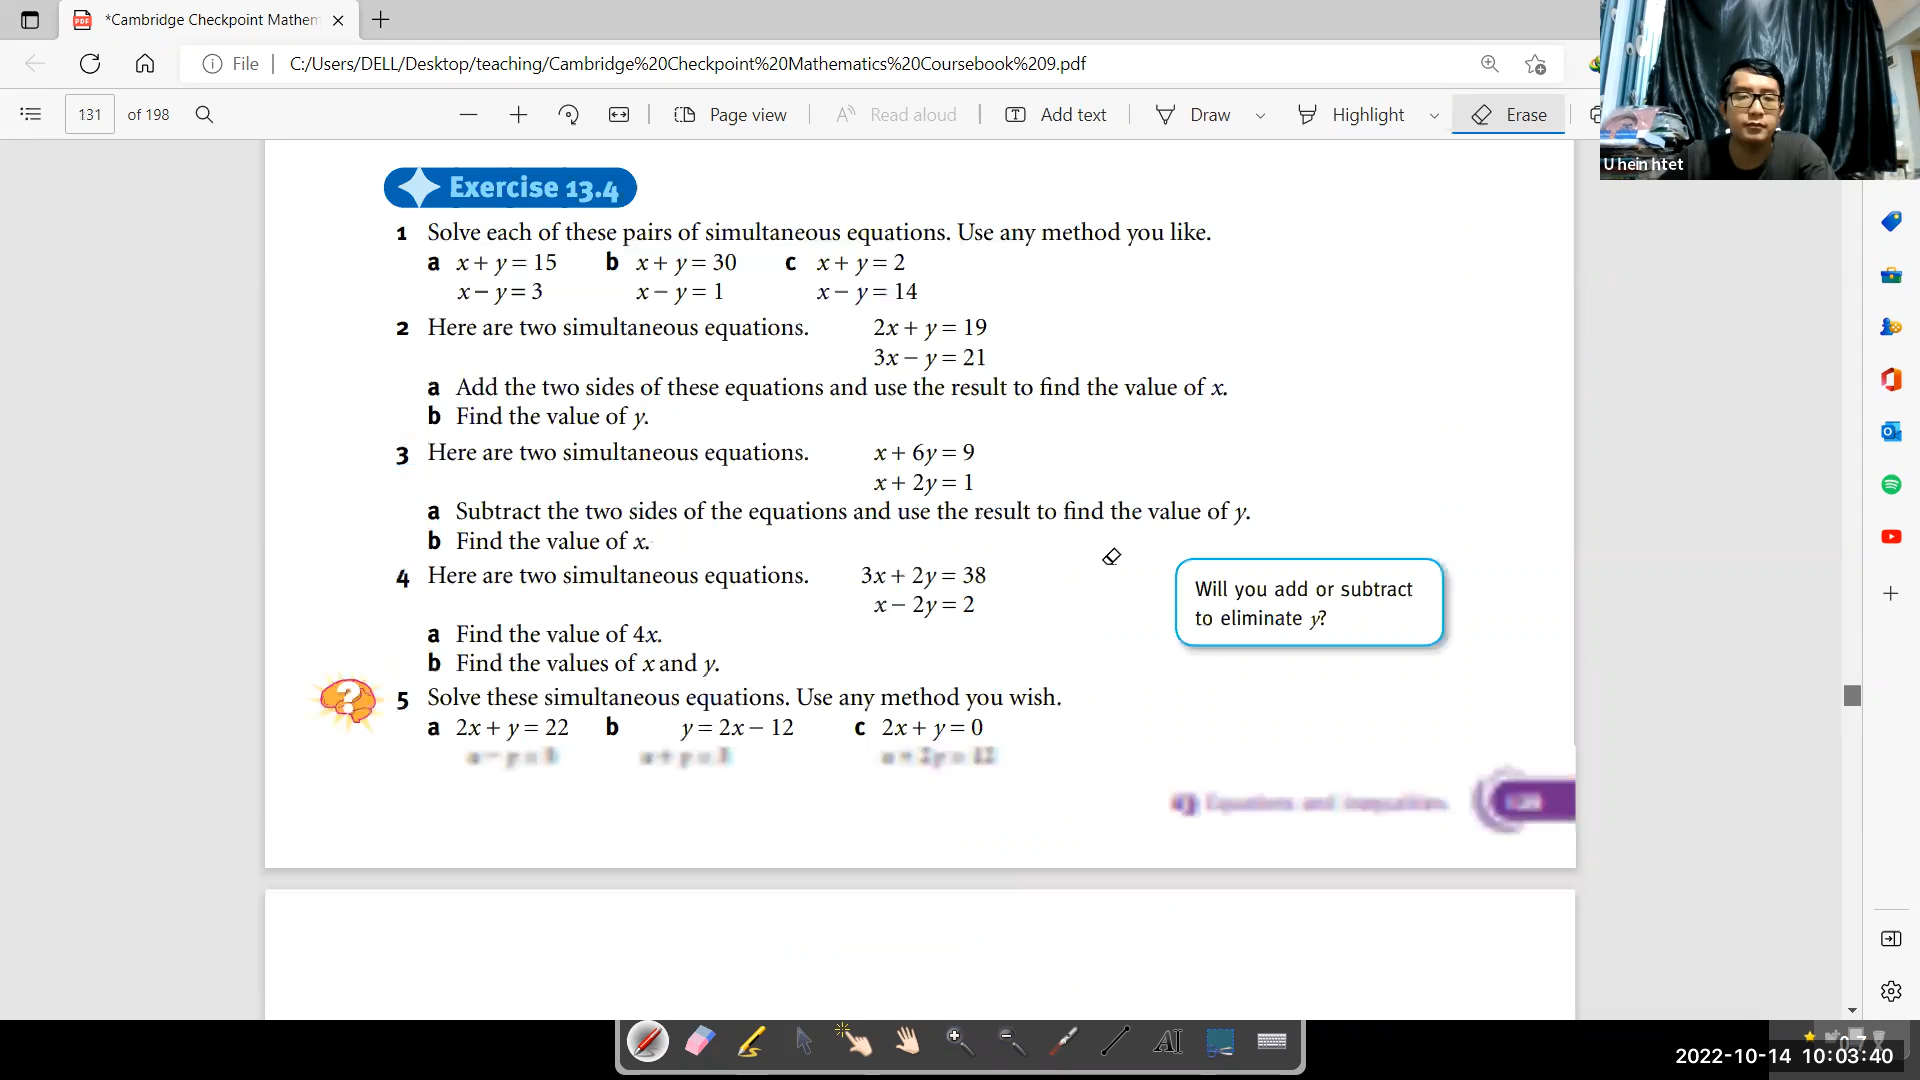 *Cambridge Checkpoint Mathem
File
C:/Users/DELL/Desktop/teaching/Cambridge%20Checkpoint%20Mathematics%20Coursebook%209.pdf
131 of 198
Page view
Read aloud
Add text
Draw
Highlight
Erase
U hein htet
Exercise 13.4
1 Solve each of these pairs of simultaneous equations. Use any method you like.
a x + y = 15 b x + y = 30 c x + y = 2
x − y = 3 x − y = 1 x − y = 14
2 Here are two simultaneous equations. 2x + y = 19
3x − y = 21
a Add the two sides of these equations and use the result to find the value of x.
b Find the value of y.
3 Here are two simultaneous equations. x + 6y = 9
x + 2y = 1
a Subtract the two sides of the equations and use the result to find the value of y.
b Find the value of x.
4 Here are two simultaneous equations. 3x + 2y = 38
x − 2y = 2
Will you add or subtract
to eliminate y?
a Find the value of 4x.
b Find the values of x and y.
5 Solve these simultaneous equations. Use any method you wish.
a 2x + y = 22 b y = 2x − 12 c 2x + y = 0
Equations and inequalities
2022-10-14 10:03:40